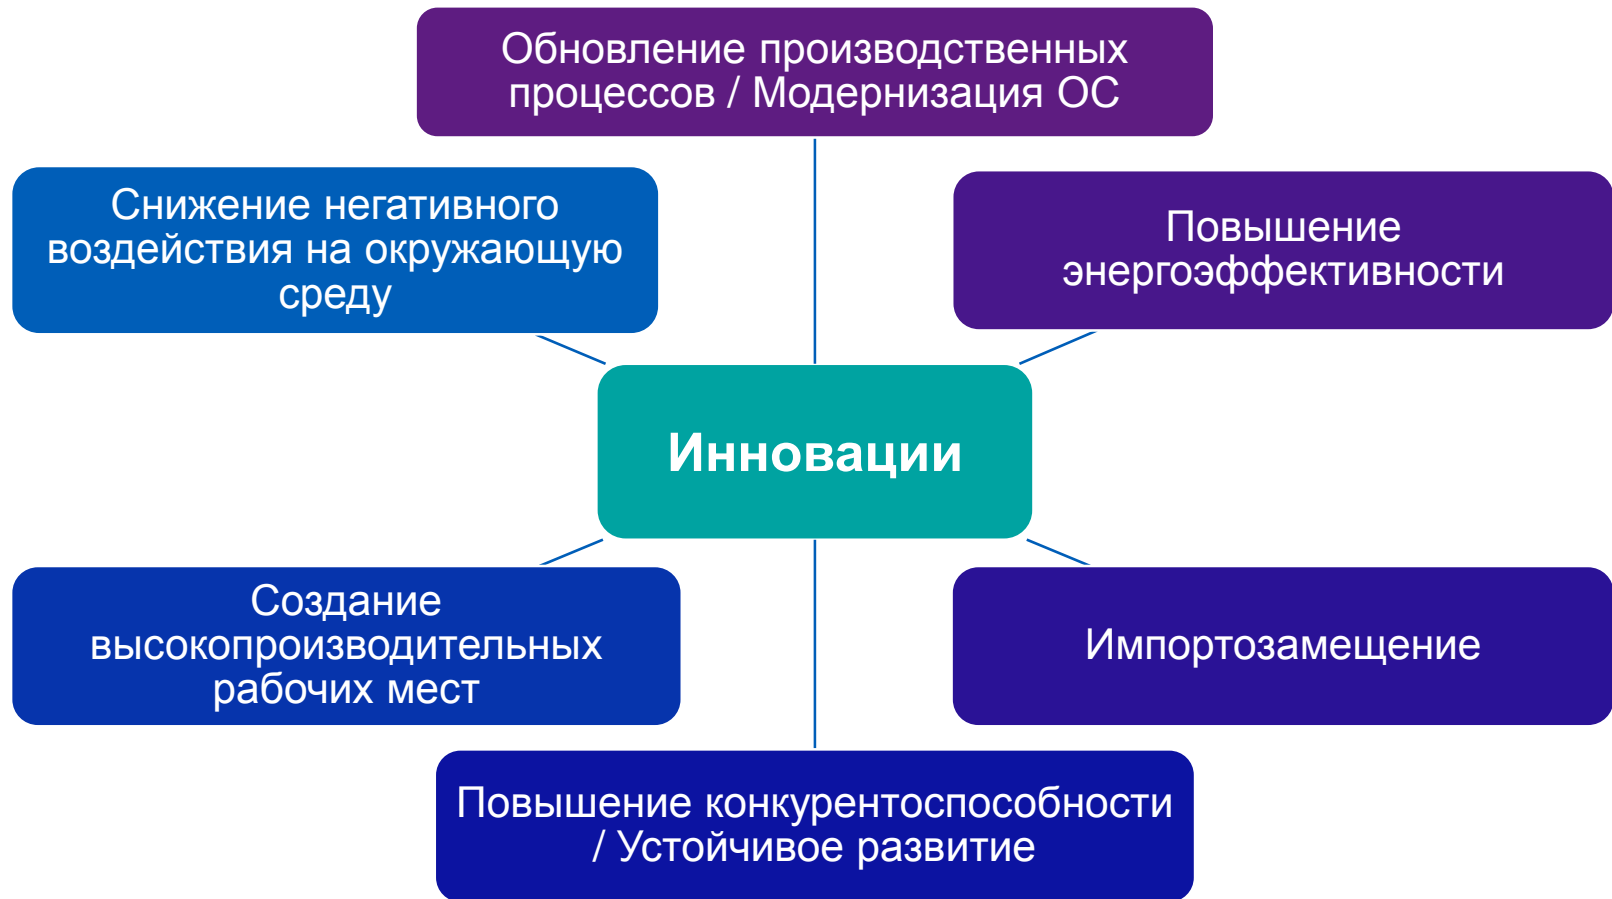 Обновление производственных
процессов / Модернизация ОС
Снижение негативного
воздействия на окружающую
среду
Повышение
энергоэффективности
Инновации
Создание
высокопроизводительных
рабочих мест
Импортозамещение
Повышение конкурентоспособности
/ Устойчивое развитие